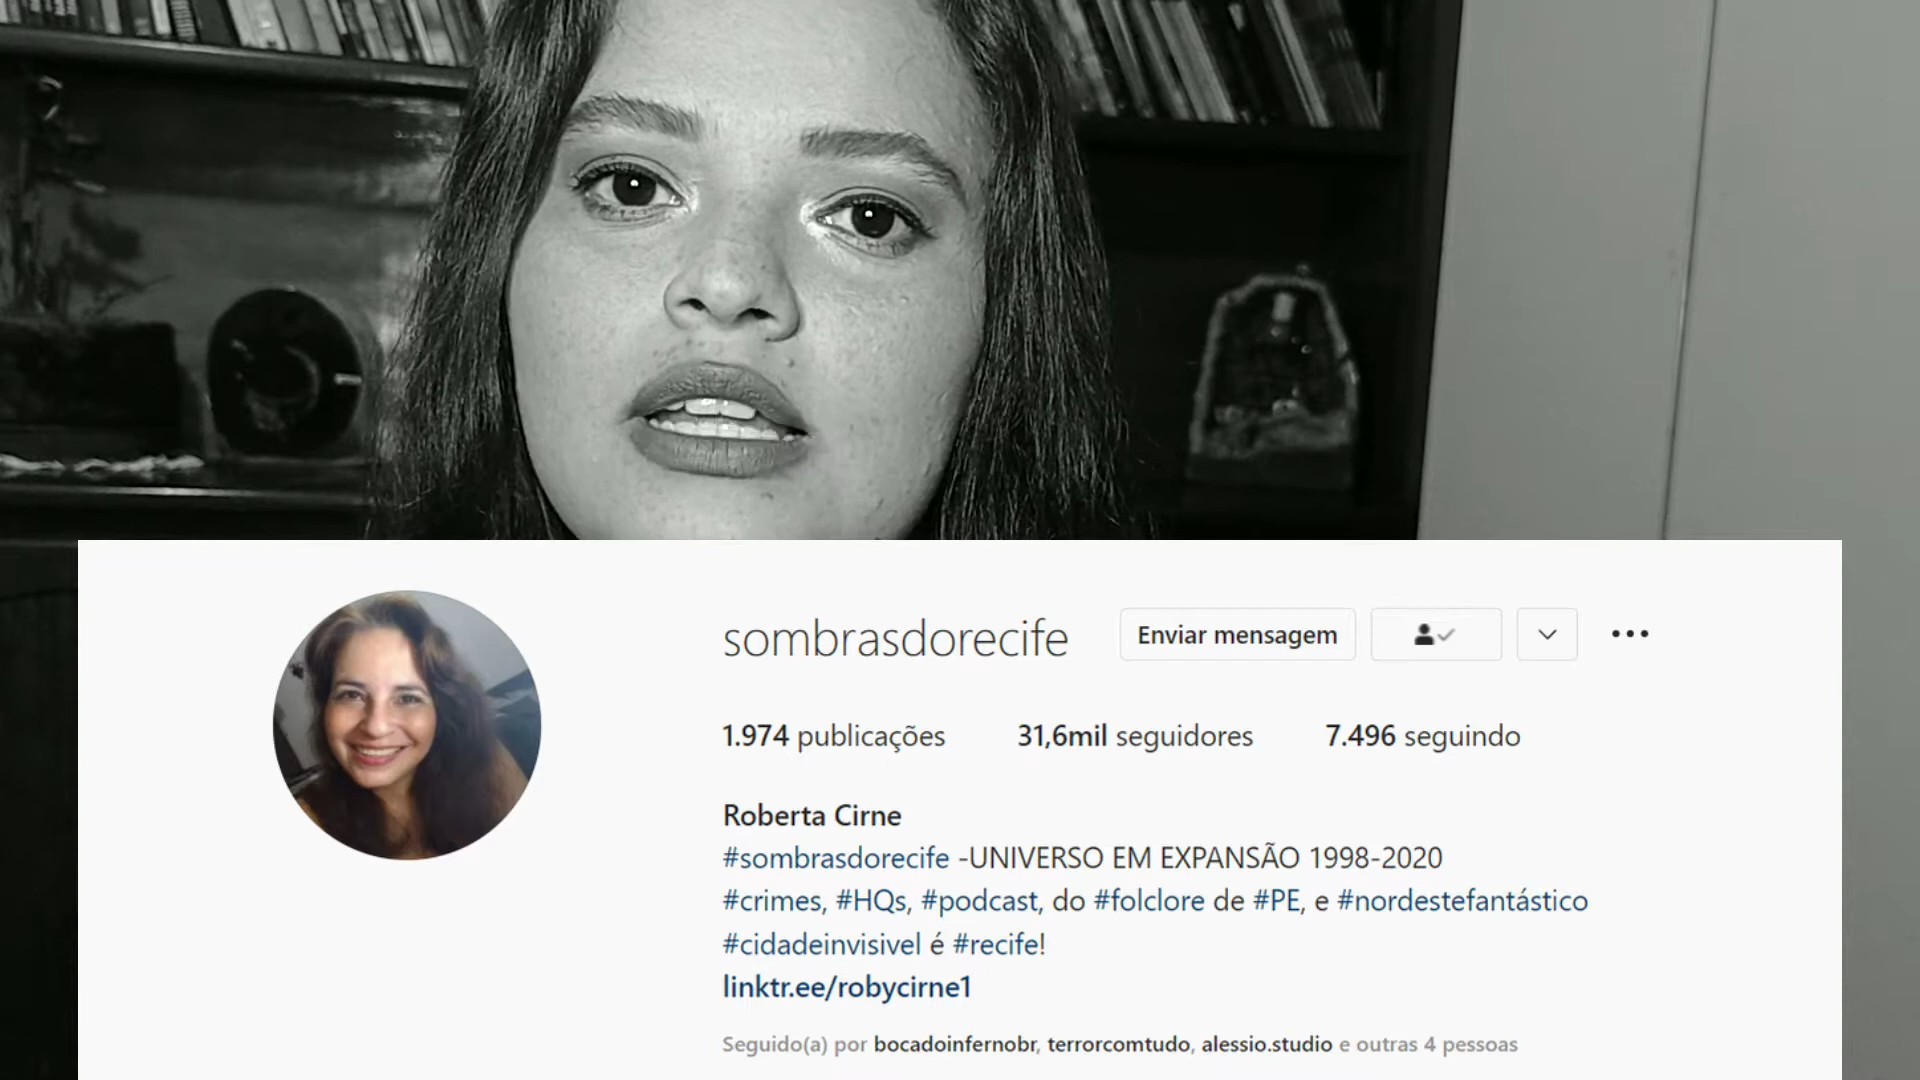 sombrasdorecife Enviar mensagem
1.974 publicações 31,6mil seguidores 7.496 seguindo
Roberta Cirne
#sombrasdorecife -UNIVERSO EM EXPANSÃO 1998-2020
#crimes, #HQs, #podcast, do #folclore de #PE, e #nordestefantástico
#cidadeinvisivel é #recife!
linktr.ee/robycirne1
Seguido(a) por bocadoinfernobr, terrorcomtudo, alessio.studio e outras 4 pessoas